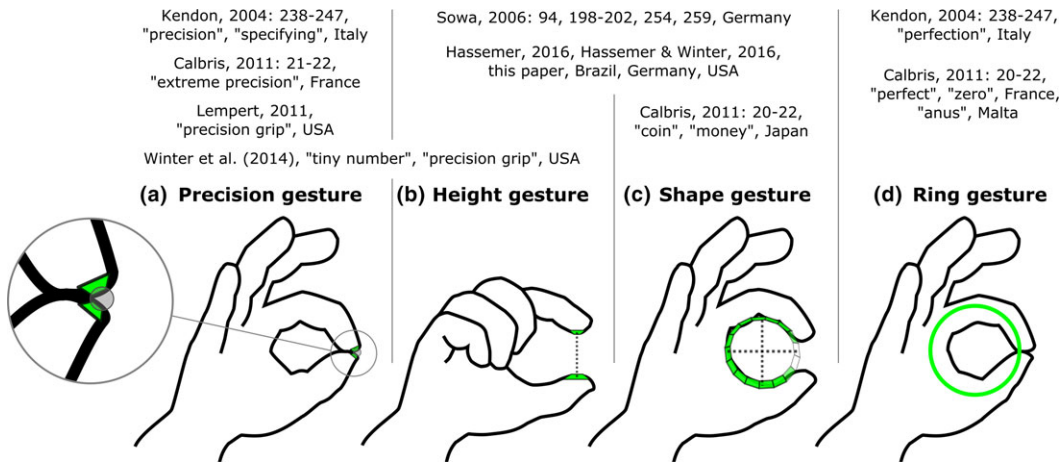 Kendon, 2004: 238-247,
"precision", "specifying", Italy
Calbris, 2011: 21-22,
"extreme precision", France
Lempert, 2011,
"precision grip", USA
Winter et al. (2014), "tiny number", "precision grip", USA
Sowa, 2006: 94, 198-202, 254, 259, Germany
Hassemer, 2016, Hassemer & Winter, 2016,
this paper, Brazil, Germany, USA
Calbris, 2011: 20-22,
"coin", "money", Japan
Kendon, 2004: 238-247,
"perfection", Italy
Calbris, 2011: 20-22,
"perfect", "zero", France,
"anus", Malta
(a) Precision gesture
(b) Height gesture
(c) Shape gesture
(d) Ring gesture